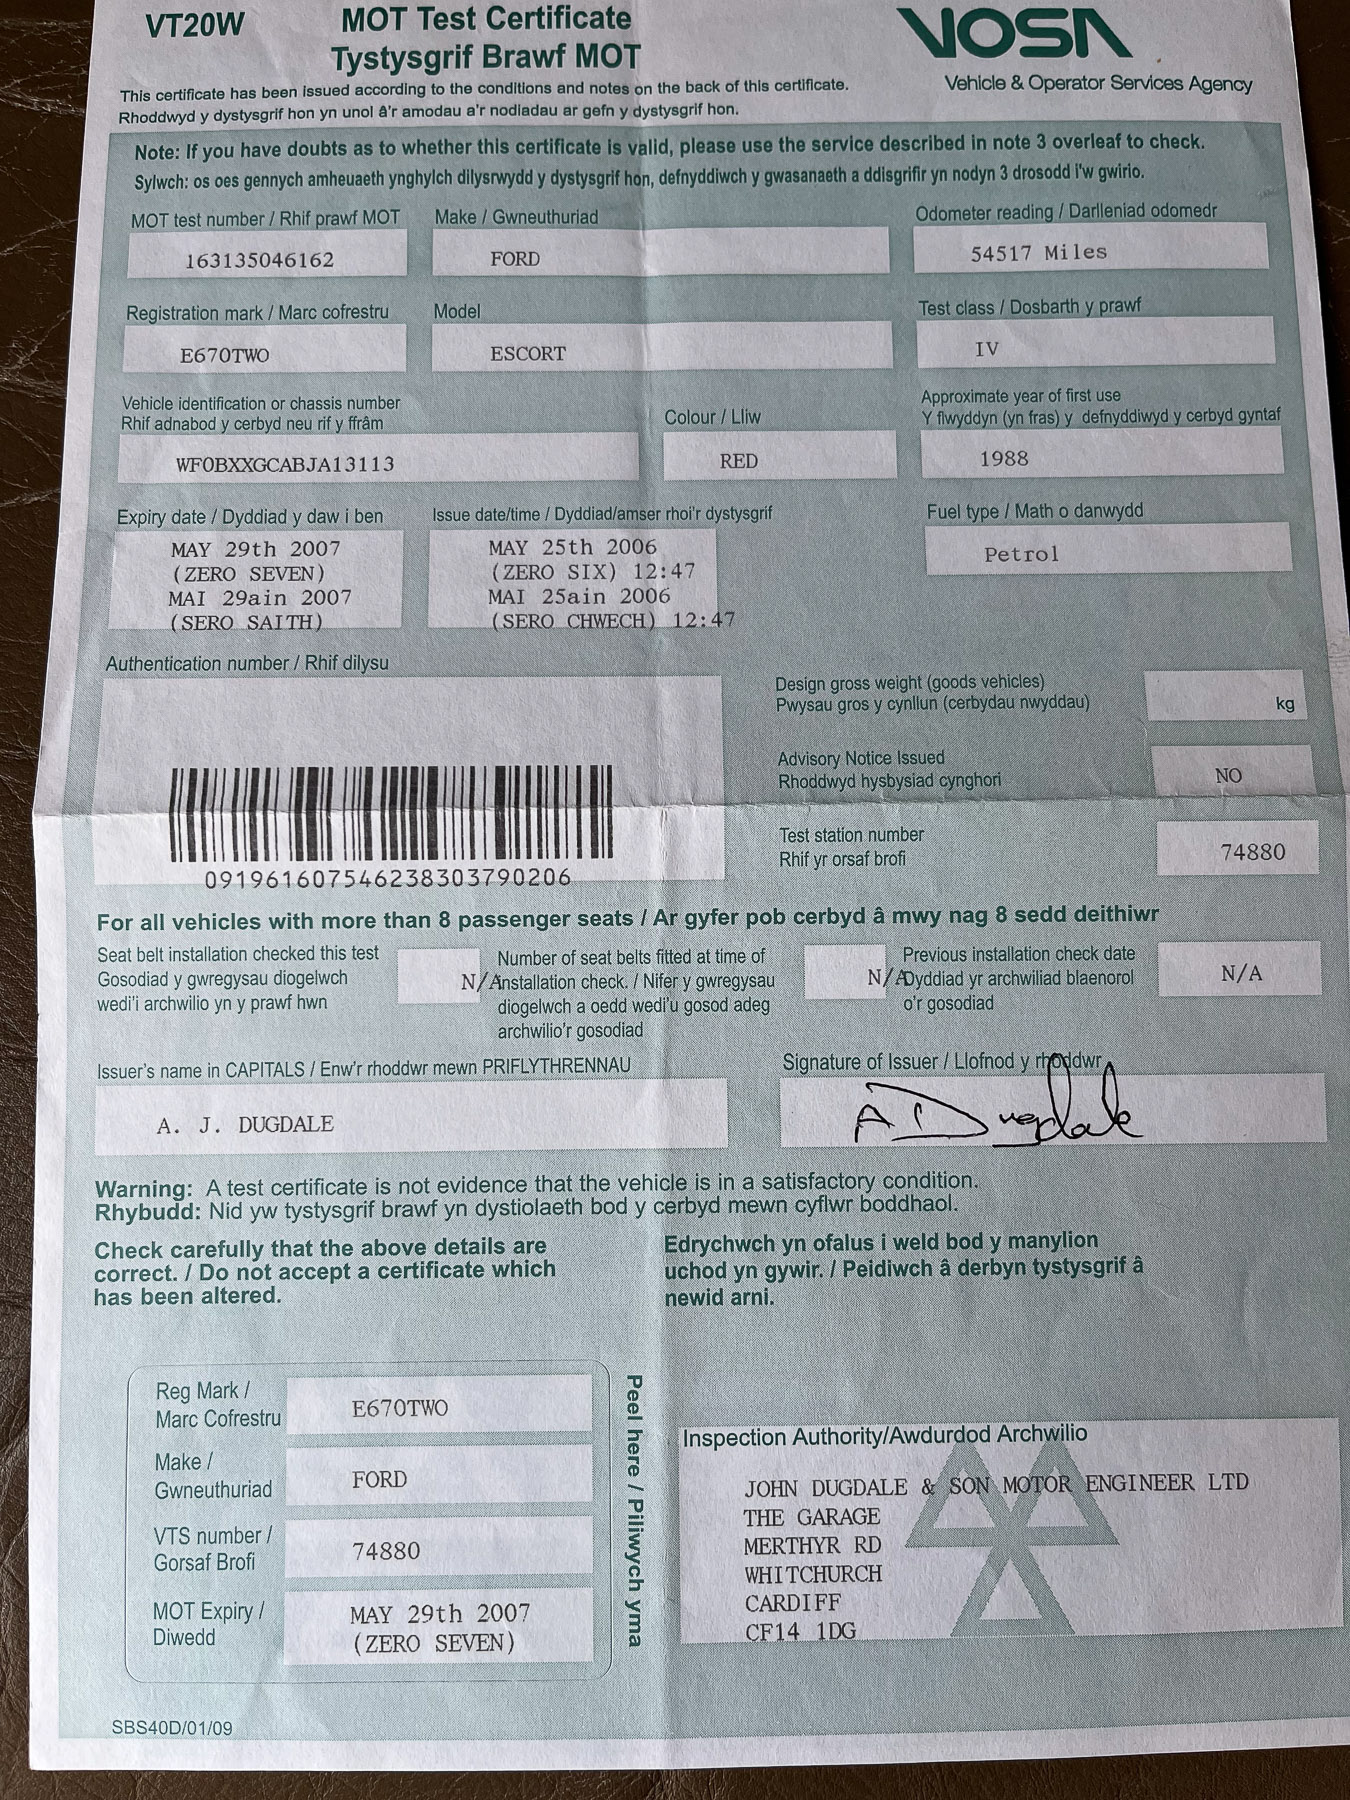 VT20W
MOT Test Certificate
Tystysgrif Brawf MOT
VOSA
Vehicle & Operator Services Agency
This certificate has been issued according to the conditions and notes on the back of this certificate.
Rhoddwyd y dystysgrif hon yn unol â'r amodau a'r nodiadau ar gefn y dystysgrif hon.
Note: If you have doubts as to whether this certificate is valid, please use the service described in note 3 overleaf to check.
Sylwch: os oes gennych amheuaeth ynghylch dilysrwydd y dystysgrif hon, defnyddiwch y gwasanaeth a ddisgrifir yn nodyn 3 drosodd i'w gwirio.
MOT test number / Rhif prawf MOT
163135046162
Make / Gwneuthuriad
FORD
Odometer reading / Darlleniad odomedr
54517 Miles
Registration mark / Marc cofrestru
E670TWO
Model
ESCORT
Test class / Dosbarth y prawf
IV
Vehicle identification or chassis number
Rhif adnabod y cerbyd neu rif y ffrâm
WF0BXXGCABJA13113
Colour / Lliw
RED
Approximate year of first use
Y flwyddyn (yn fras) y defnyddiwyd y cerbyd gyntaf
1988
Expiry date / Dyddiad y daw i ben
MAY 29th 2007
(ZERO SEVEN)
MAI 29ain 2007
(SERO SAITH)
Issue date/time / Dyddiad/amser rhoi'r dystysgrif
MAY 25th 2006
(ZERO SIX) 12:47
MAI 25ain 2006
(SERO CHWECH) 12:47
Fuel type / Math o danwydd
Petrol
Authentication number / Rhif dilysu
091961607546238303790206
Design gross weight (goods vehicles)
Pwysau gros y cynllun (cerbydau nwyddau)
kg
Advisory Notice Issued
Rhoddwyd hysbysiad cynghori
NO
Test station number
Rhif yr orsaf brofi
74880
For all vehicles with more than 8 passenger seats / Ar gyfer pob cerbyd â mwy nag 8 sedd deithiwr
Seat belt installation checked this test
Gosodiad y gwregysau diogelwch
wedi'i archwilio yn y prawf hwn
N/A
Number of seat belts fitted at time of
installation check. / Nifer y gwregysau
diogelwch a oedd wedi'u gosod adeg
archwilio'r gosodiad
N/A
Previous installation check date
Dyddiad yr archwiliad blaenorol
o'r gosodiad
N/A
Issuer's name in CAPITALS / Enw'r rhoddwr mewn PRIFLYTHRENNAU
A. J. DUGDALE
Signature of Issuer / Llofnod y rhoddwr
A Dugdale
Warning: A test certificate is not evidence that the vehicle is in a satisfactory condition.
Rhybudd: Nid yw tystysgrif brawf yn dystiolaeth bod y cerbyd mewn cyflwr boddhaol.
Check carefully that the above details are
correct. / Do not accept a certificate which
has been altered.
Edrychwch yn ofalus i weld bod y manylion
uchod yn gywir. / Peidiwch â derbyn tystysgrif â
newid arni.
Reg Mark /
Marc Cofrestru
E670TWO
Make /
Gwneuthuriad
FORD
VTS number /
Gorsaf Brofi
74880
MOT Expiry /
Diwedd
MAY 29th 2007
(ZERO SEVEN)
Peel here / Piliwych yma
Inspection Authority/Awdurdod Archwilio
JOHN DUGDALE & SON MOTOR ENGINEER LTD
THE GARAGE
MERTHYR RD
WHITCHURCH
CARDIFF
CF14 1DG
SBS40D/01/09